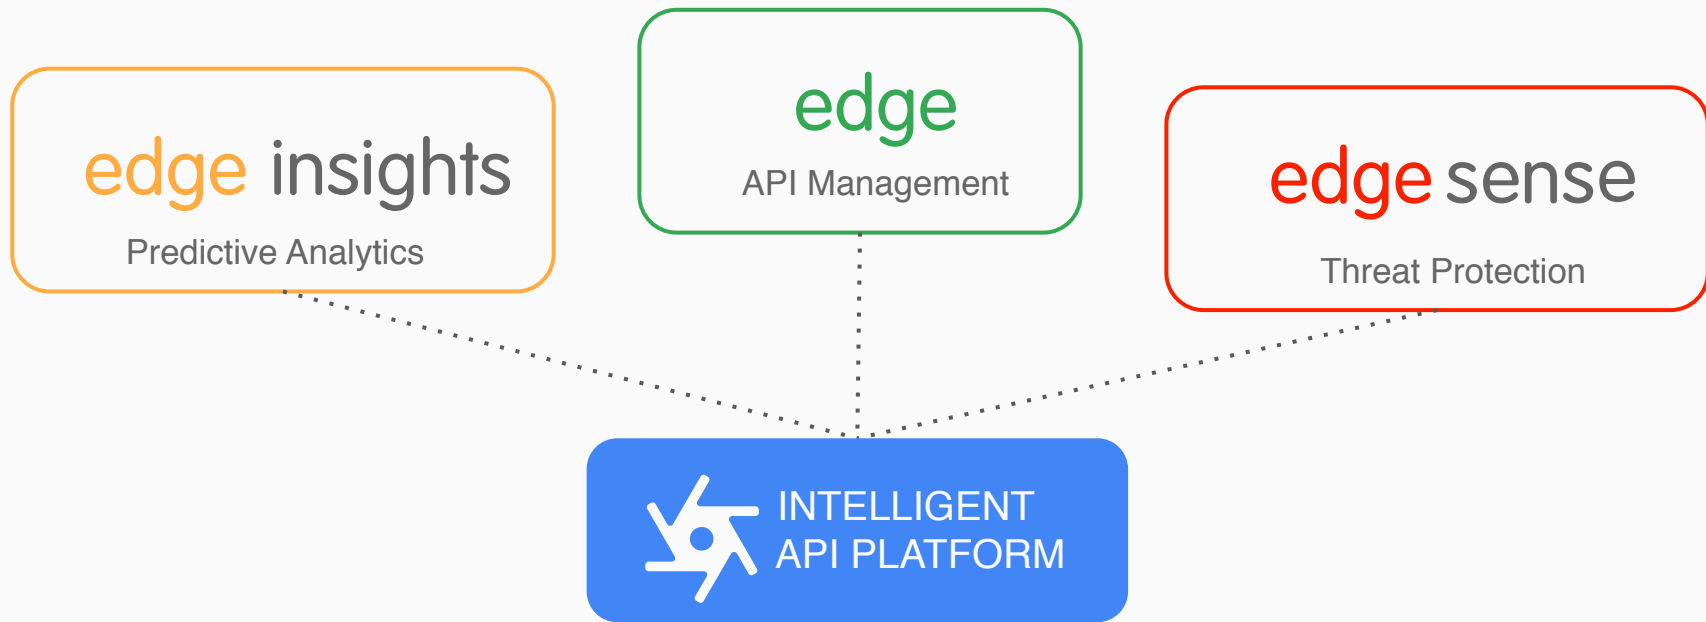 edge insights
Predictive Analytics
edge
API Management
edge sense
Threat Protection
INTELLIGENT
API PLATFORM